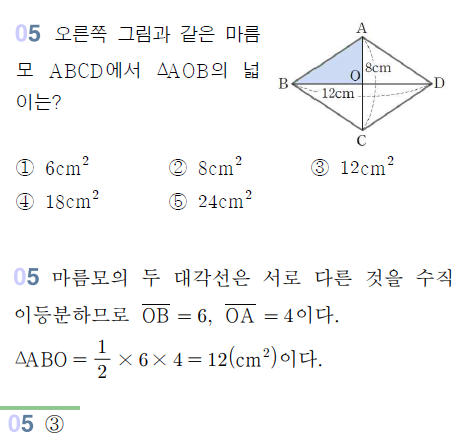 05 오른쪽 그림과 같은 마름
모 ABCD에서 △AOB의 넓
이는?
A
O 8cm
B D
12cm
C
① 6cm² ② 8cm² ③ 12cm²
④ 18cm² ⑤ 24cm²
05 마름모의 두 대각선은 서로 다른 것을 수직
이등분하므로 \overline{OB} = 6, \overline{OA} = 4이다.
△ABO = \frac{1}{2} × 6 × 4 = 12(cm²)이다.
05 ③